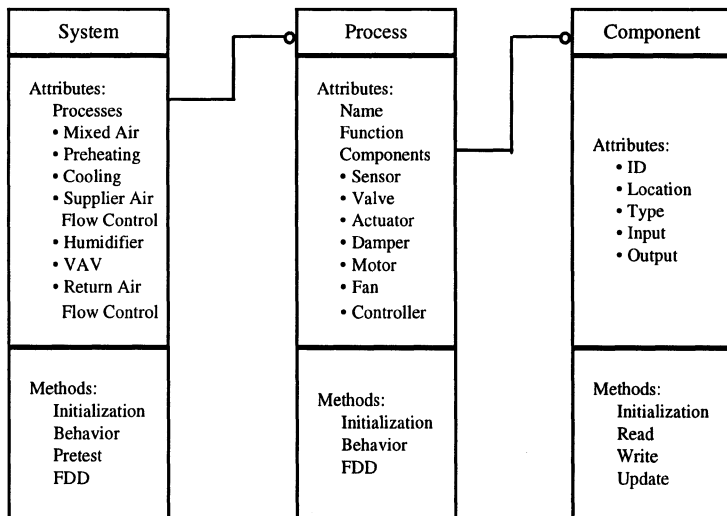 System
Attributes:
Processes
• Mixed Air
• Preheating
• Cooling
• Supplier Air
Flow Control
• Humidifier
• VAV
• Return Air
Flow Control
Methods:
Initialization
Behavior
Pretest
FDD
Process
Attributes:
Name
Function
Components
• Sensor
• Valve
• Actuator
• Damper
• Motor
• Fan
• Controller
Methods:
Initialization
Behavior
FDD
Component
Attributes:
• ID
• Location
• Type
• Input
• Output
Methods:
Initialization
Read
Write
Update